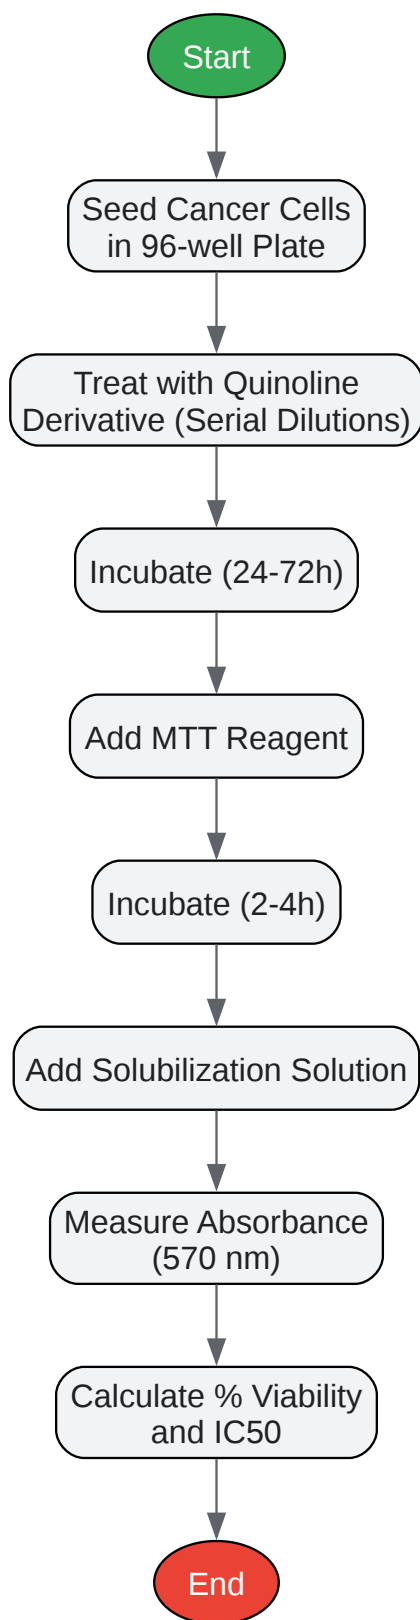 Start
Seed Cancer Cells
in 96-well Plate
Treat with Quinoline
Derivative (Serial Dilutions)
Incubate (24-72h)
Add MTT Reagent
Incubate (2-4h)
Add Solubilization Solution
Measure Absorbance
(570 nm)
Calculate % Viability
and IC50
End